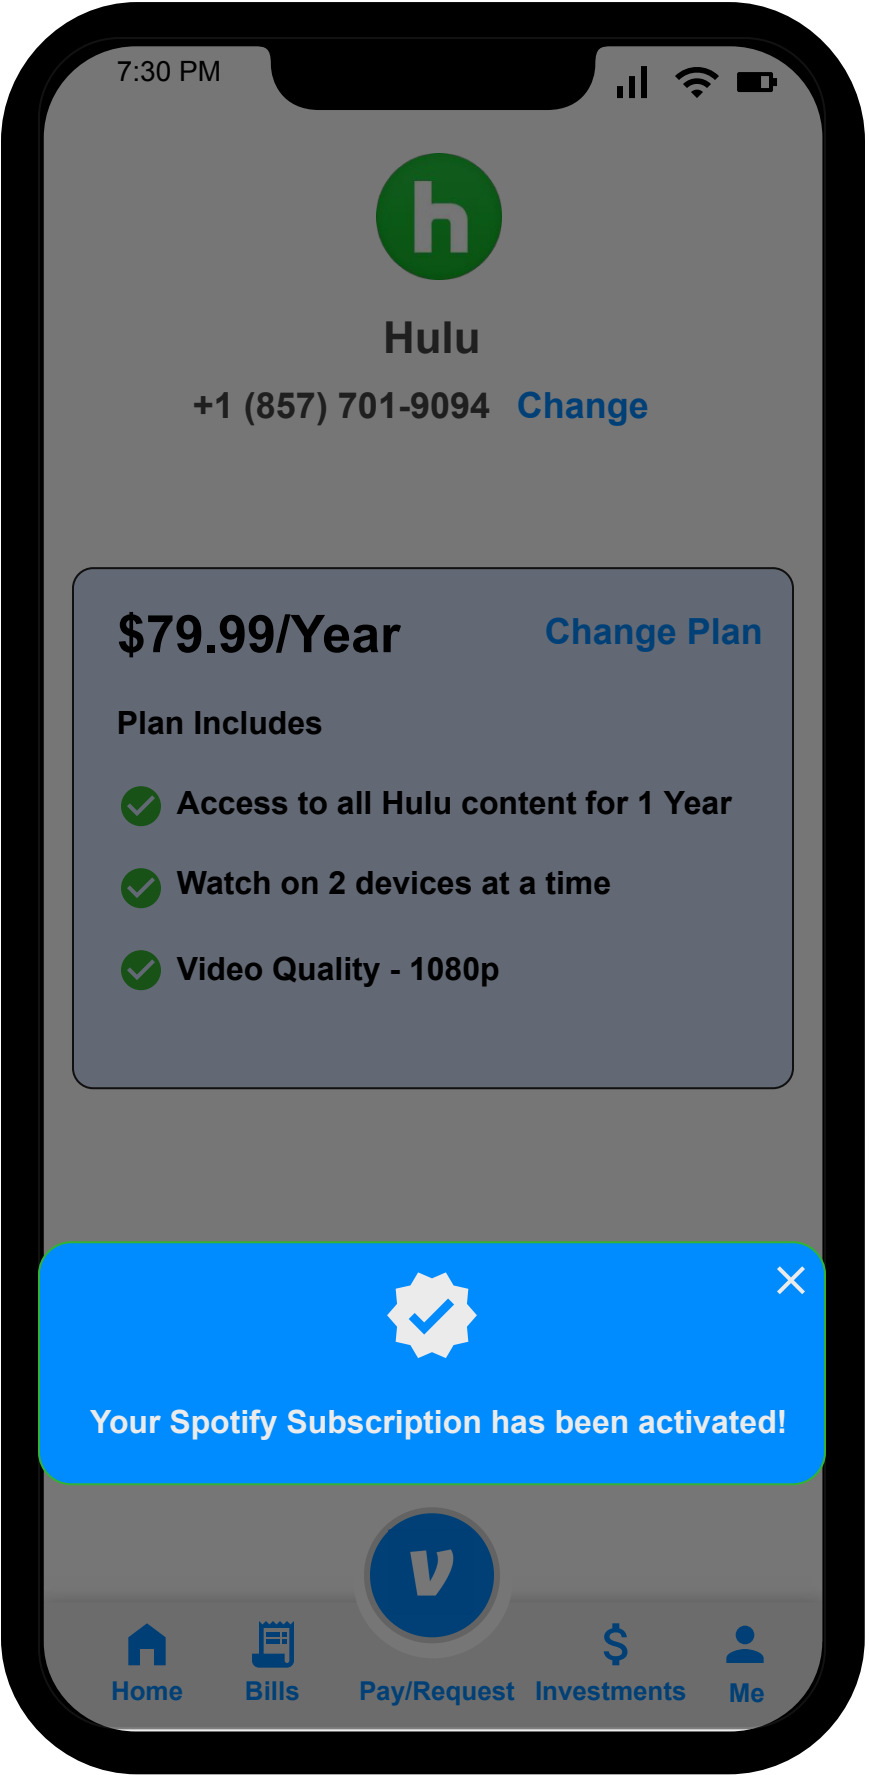 7:30 PM
h
Hulu
+1 (857) 701-9094 Change
$79.99/Year Change Plan
Plan Includes
Access to all Hulu content for 1 Year
Watch on 2 devices at a time
Video Quality - 1080p
Your Spotify Subscription has been activated!
v
Home Bills Pay/Request Investments Me